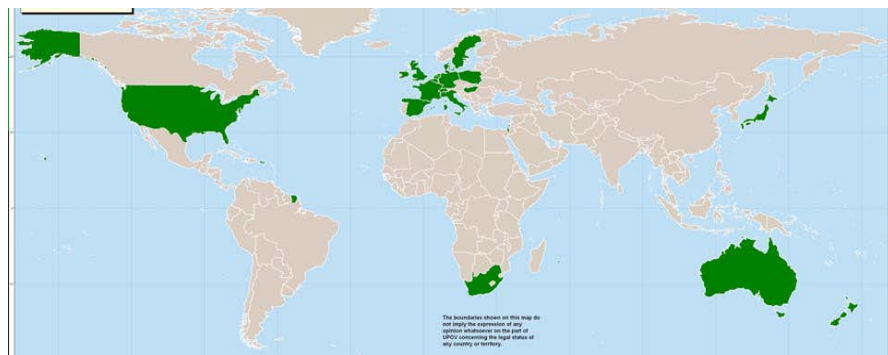 The boundaries shown on this map do
not imply the expression of any
opinion whatsoever on the part of
UPOV concerning the legal status of
any country or territory.